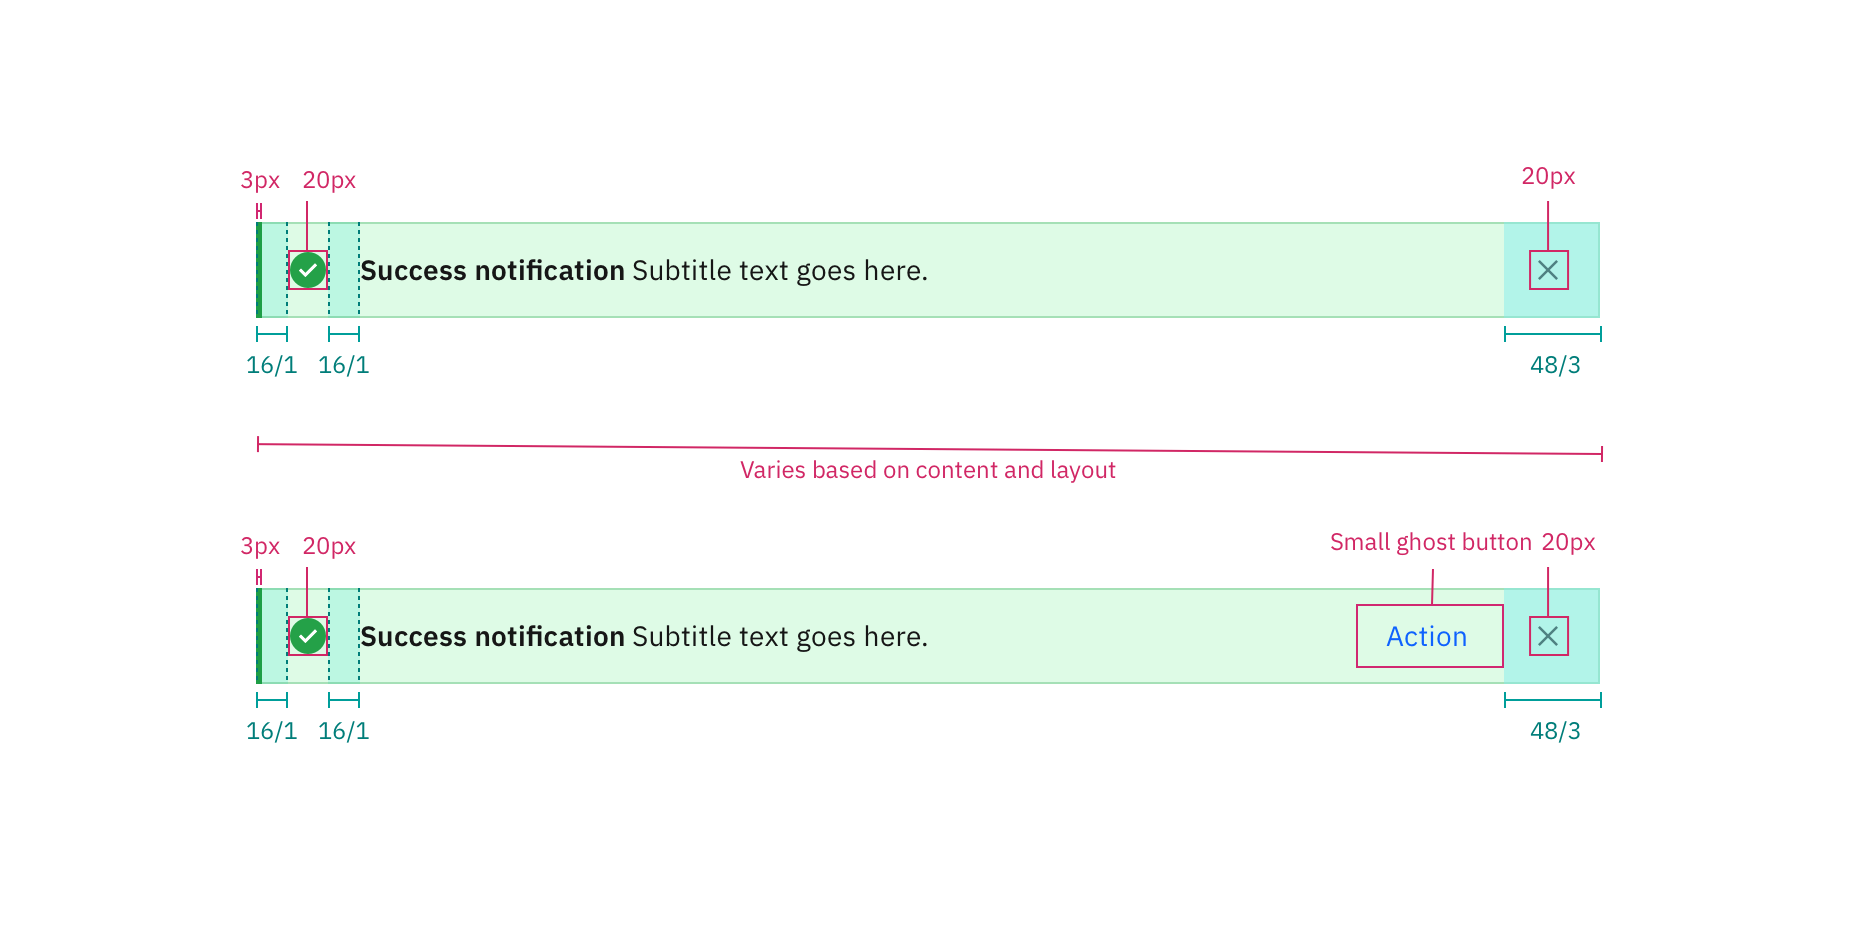 3px 20px 20px
Success notification Subtitle text goes here.
16/1 16/1 48/3
Varies based on content and layout
3px 20px Small ghost button 20px
Success notification Subtitle text goes here. Action
16/1 16/1 48/3